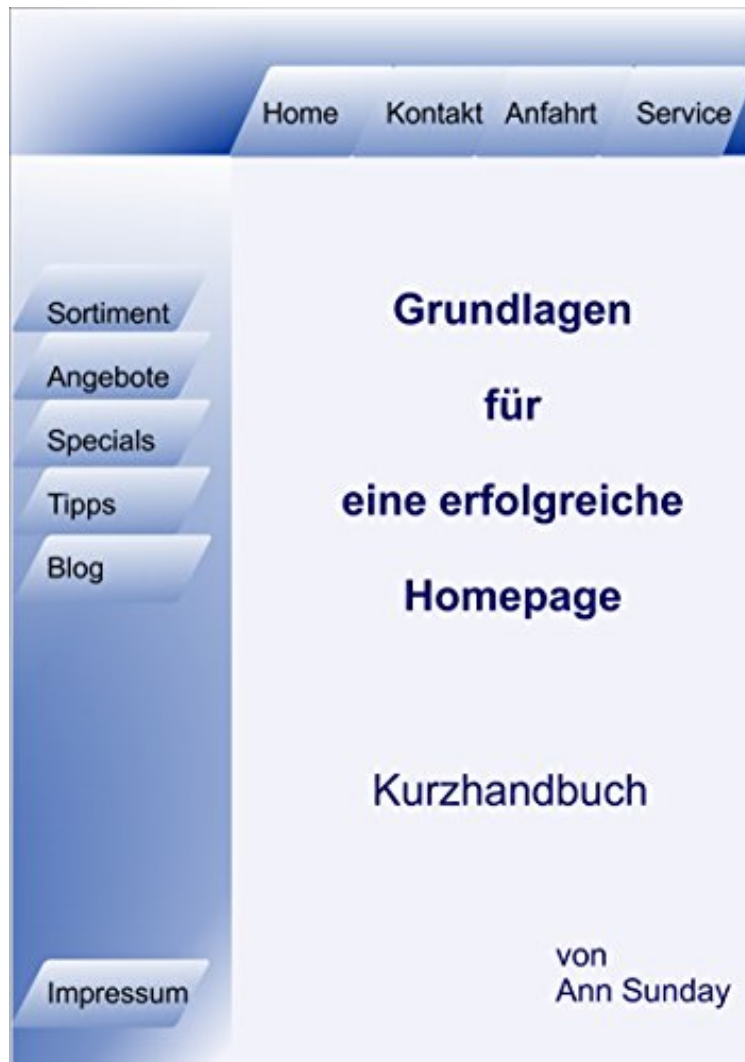 Home Kontakt Anfahrt Service
Sortiment
Angebote
Specials
Tipps
Blog
Impressum
Grundlagen
für
eine erfolgreiche
Homepage
Kurzhandbuch
von
Ann Sunday